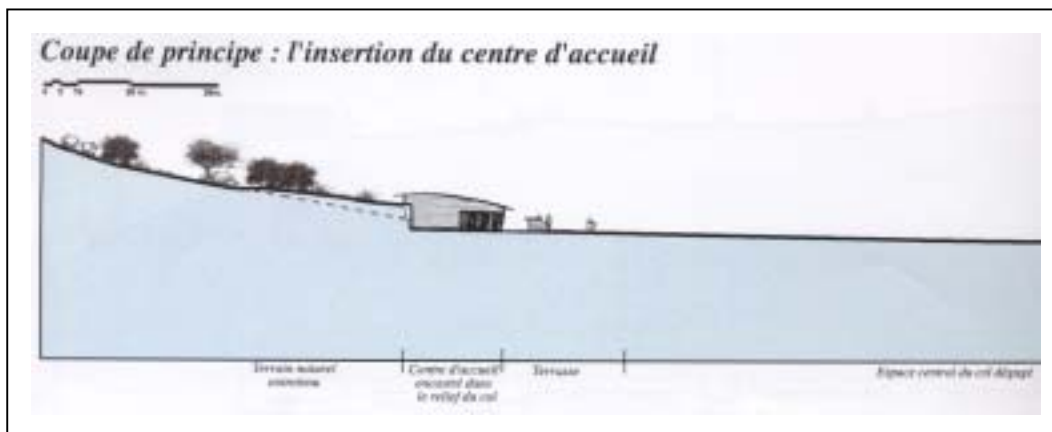 Coupe de principe : l'insertion du centre d'accueil
Terrain naturel
Centre d'accueil
encastré dans
le relief du col
Terrasse
Espace central du col